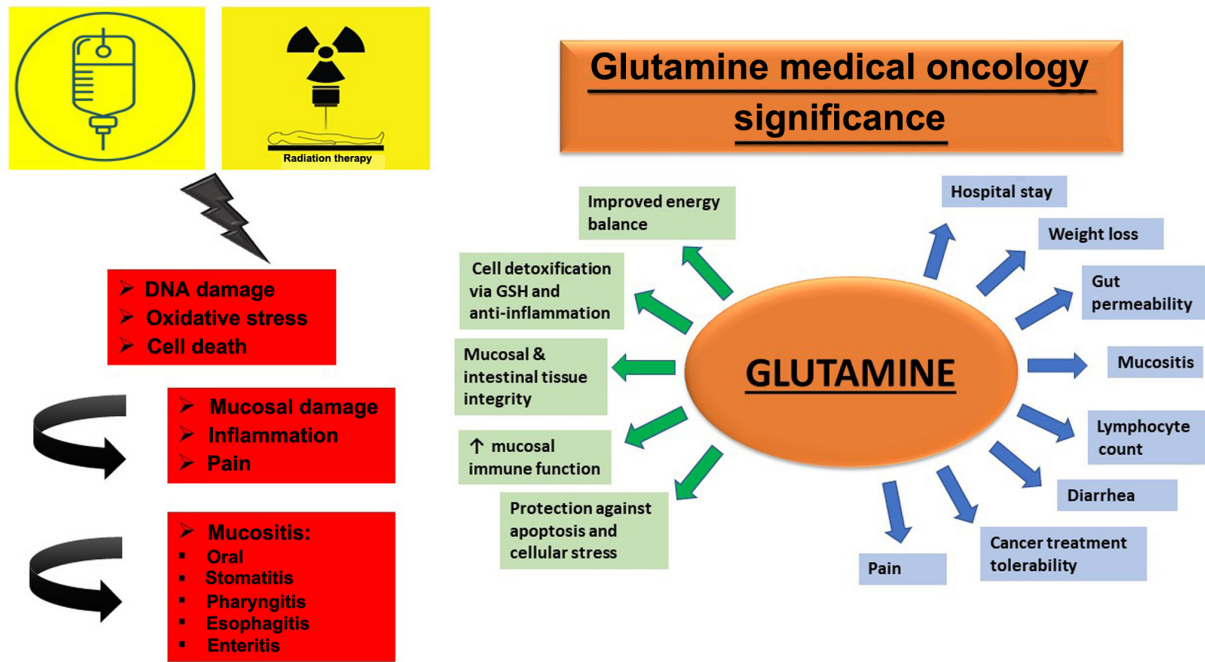 Radiation therapy
➢ DNA damage
➢ Oxidative stress
➢ Cell death
➢ Mucosal damage
➢ Inflammation
➢ Pain
➢ Mucositis:
▪ Oral
▪ Stomatitis
▪ Pharyngitis
▪ Esophagitis
▪ Enteritis
Glutamine medical oncology
significance
Improved energy
balance
Cell detoxification
via GSH and
anti-inflammation
Mucosal &
intestinal tissue
integrity
↑ mucosal
immune function
Protection against
apoptosis and
cellular stress
GLUTAMINE
Hospital stay
Weight loss
Gut
permeability
Mucositis
Lymphocyte
count
Diarrhea
Cancer treatment
tolerability
Pain